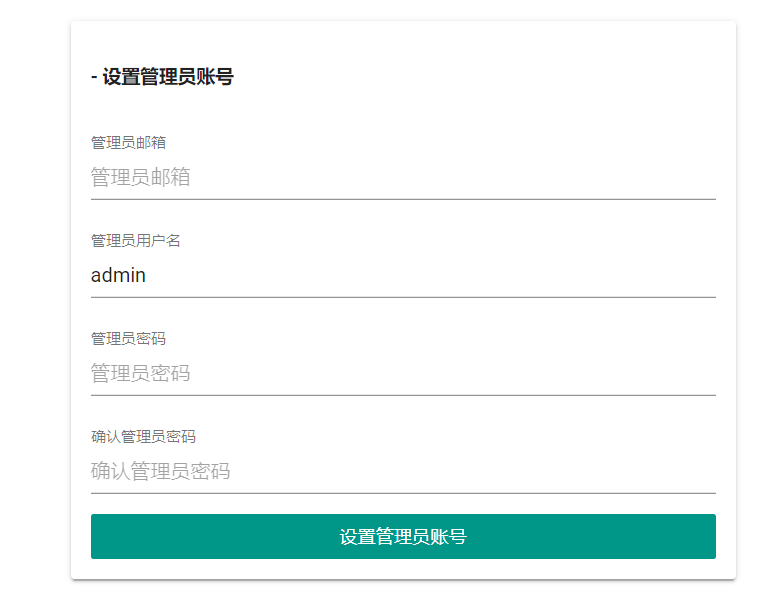 - 设置管理员账号
管理员邮箱
管理员邮箱
管理员用户名
admin
管理员密码
管理员密码
确认管理员密码
确认管理员密码
设置管理员账号